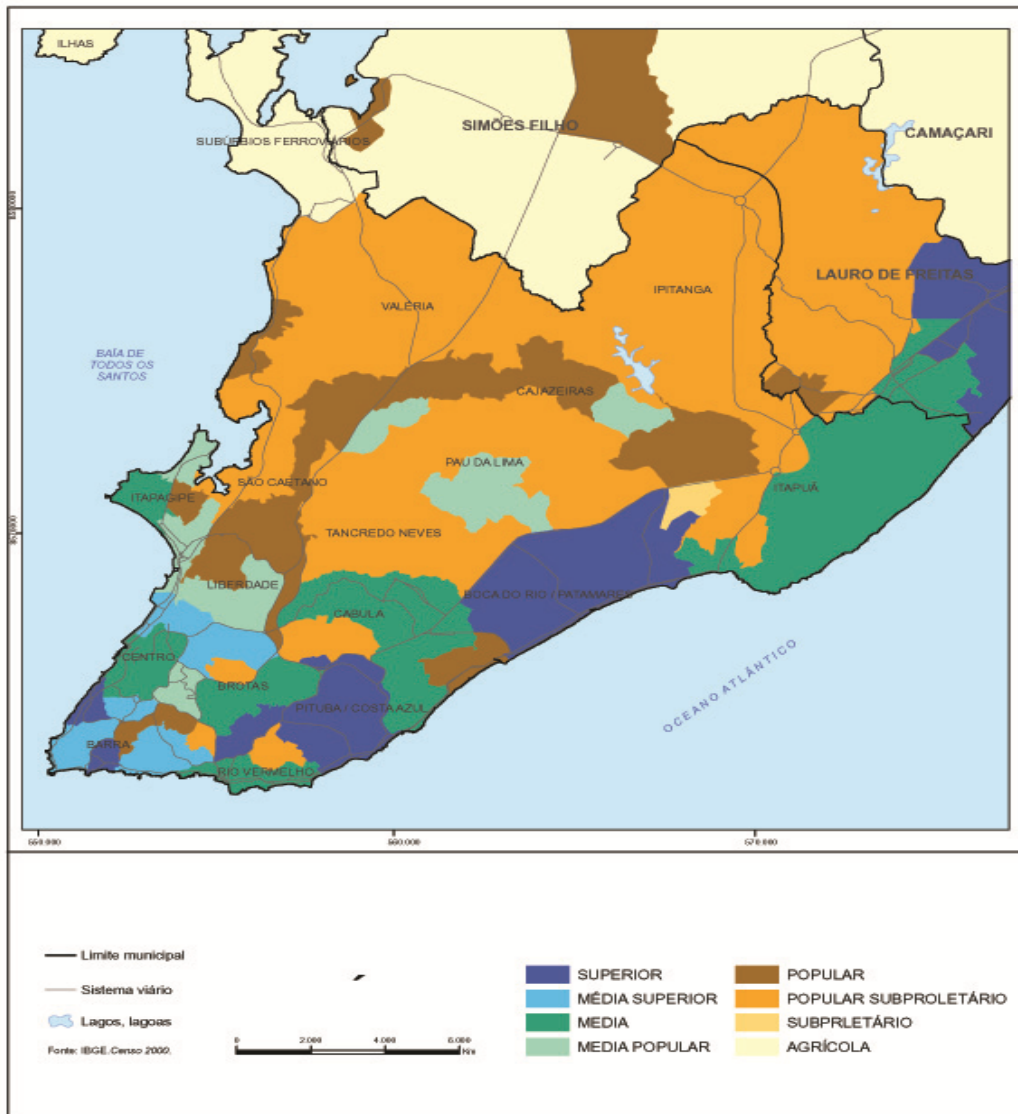 ILHAS
SIMÕES FILHO
CAMAÇARI
SUBÚRBIOS FERROVIÁRIOS
LAURO DE FREITAS
IPITANGA
VALÉRIA
BAÍA DE
TODOS OS
SANTOS
CAJAZEIRAS
PAU DA LIMA
SÃO CAETANO
ITAPAGIPE
ITAPUÃ
TANCREDO NEVES
LIBERDADE
BOCA DO RIO / PATAMARES
CABULA
CENTRO
BROTAS
PITUBA / COSTA AZUL
OCEANO ATLÂNTICO
BARRA
RIO VERMELHO
560.000
570.000
Limite municipal
Sistema viário
Lagos, lagoas
Fonte: IBGE.Censo 2000.
0 2.000 4.000 6.000
Km
SUPERIOR
MÉDIA SUPERIOR
MEDIA
MEDIA POPULAR
POPULAR
POPULAR SUBPROLETÁRIO
SUBPRLETÁRIO
AGRÍCOLA